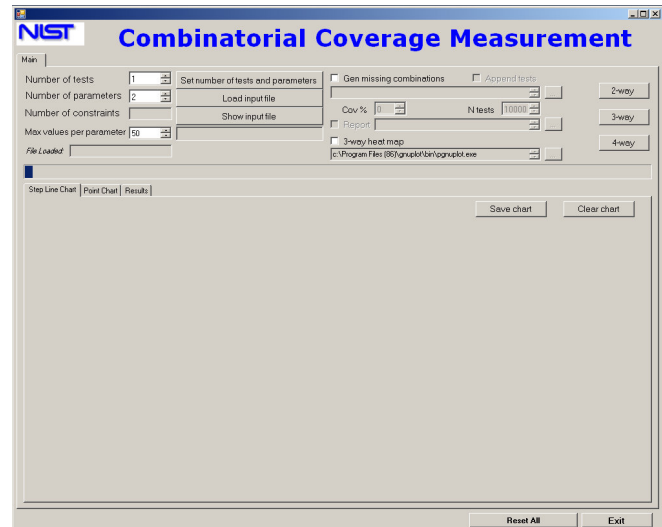 NIST
Combinatorial Coverage Measurement
Main
Number of tests 1
Number of parameters 2
Number of constraints
Max values per parameter 50
File Loaded:
Set number of tests and parameters
Load input file
Show input file
Gen missing combinations Append tests
...
Cov % 0 N tests 10000
Report ...
3-way heat map
c:\Program Files (86)\gnuplot\bin\pgnuplot.exe ...
2-way
3-way
4-way
Step Line Chart Point Chart Results
Save chart Clear chart
Reset All Exit